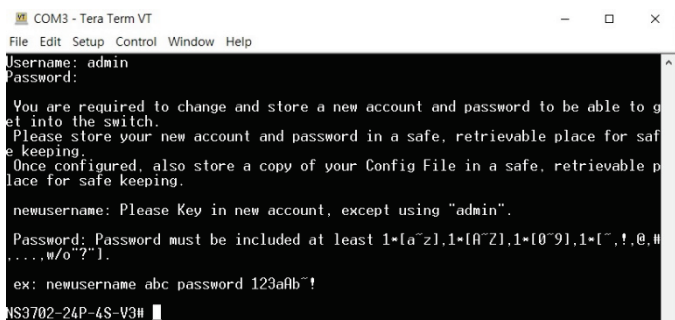 COM3 - Tera Term VT
File Edit Setup Control Window Help
Username: admin
Password:
You are required to change and store a new account and password to be able to g
et into the switch.
Please store your new account and password in a safe, retrievable place for saf
e keeping.
Once configured, also store a copy of your Config File in a safe, retrievable p
lace for safe keeping.
newusername: Please Key in new account, except using "admin".
Password: Password must be included at least 1*[a~z],1*[A~Z],1*[0~9],1*[~,!,@,#
,...,w/o"?"].
ex: newusername abc password 123aAb~!
NS3702-24P-4S-V3#